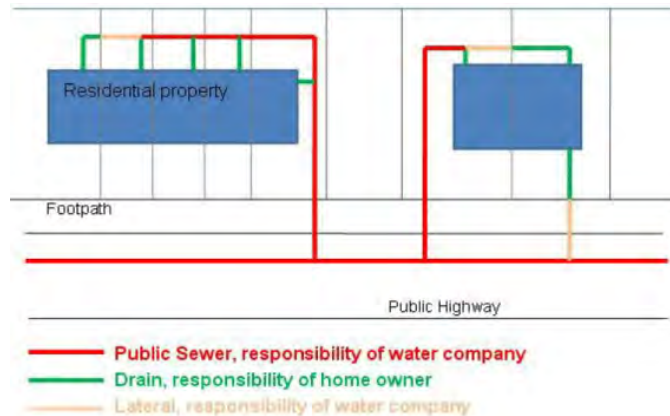 Residential property
Footpath
Public Highway
Public Sewer, responsibility of water company
Drain, responsibility of home owner
Lateral, responsibility of water company